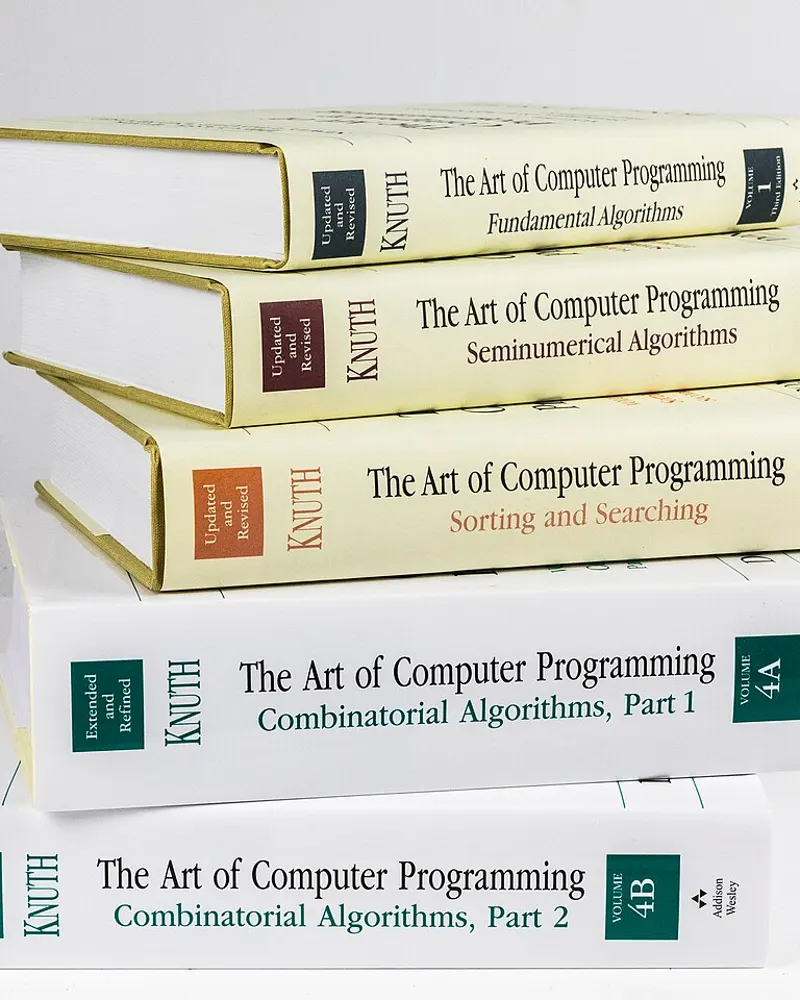 Updated
and
Revised
KNUTH
The Art of Computer Programming
Fundamental Algorithms
VOLUME
1
Third Edition
Updated
and
Revised
KNUTH
The Art of Computer Programming
Seminumerical Algorithms
Updated
and
Revised
KNUTH
The Art of Computer Programming
Sorting and Searching
Extended
and
Refined
KNUTH
The Art of Computer Programming
Combinatorial Algorithms, Part 1
VOLUME
4A
KNUTH
The Art of Computer Programming
Combinatorial Algorithms, Part 2
VOLUME
4B
Addison
Wesley